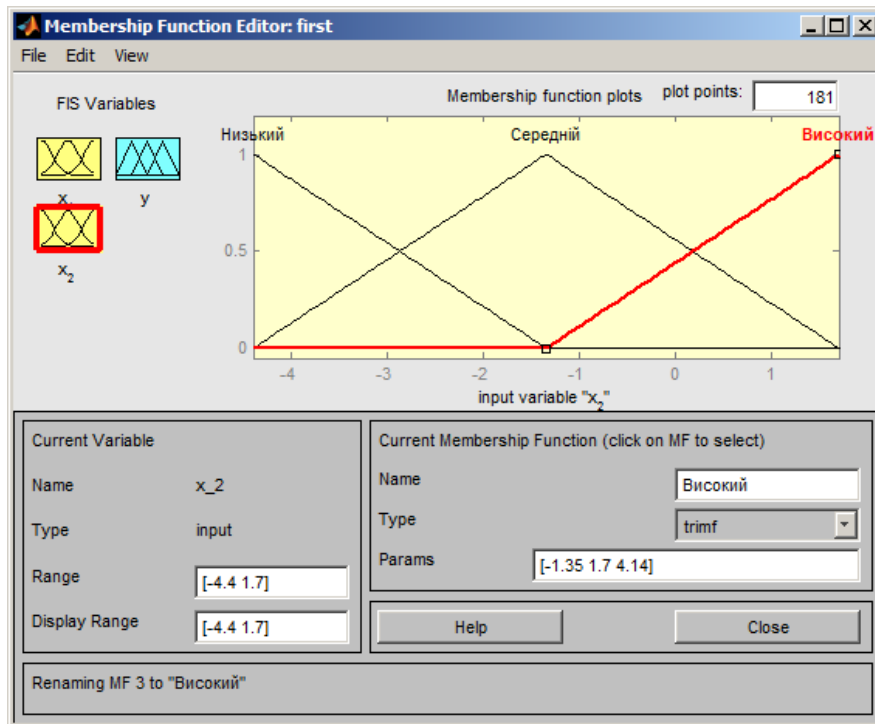 Membership Function Editor: first
File Edit View
FIS Variables
Membership function plots plot points: 181
Низький Середній Високий
1
0.5
0
x y
x_2
-4 -3 -2 -1 0 1
input variable "x_2"
Current Variable
Name x_2
Type input
Range [-4.4 1.7]
Display Range [-4.4 1.7]
Current Membership Function (click on MF to select)
Name Високий
Type trimf
Params [-1.35 1.7 4.14]
Help Close
Renaming MF 3 to "Високий"